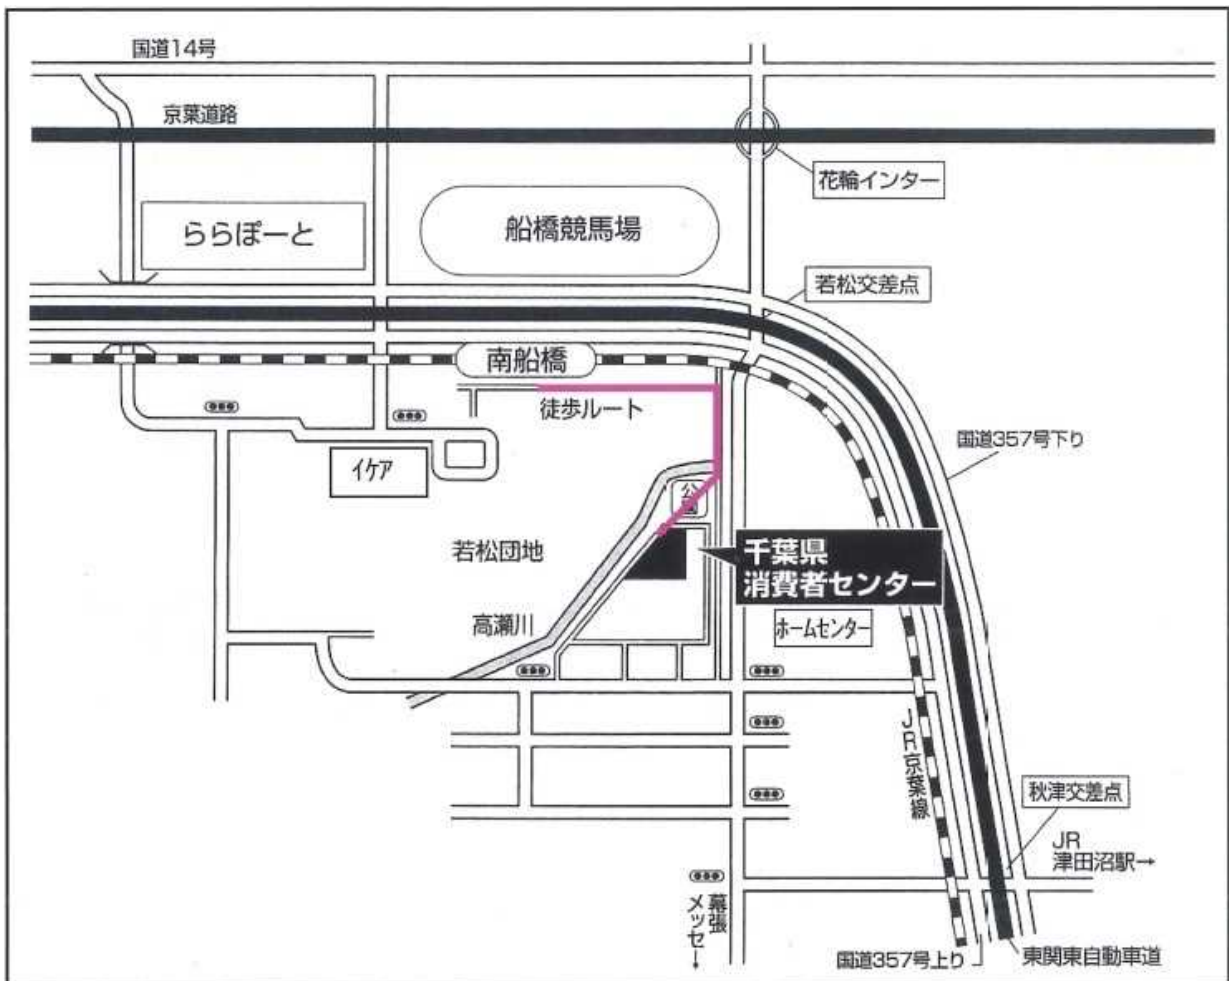 国道14号
京葉道路
花輪インター
ららぽーと
船橋競馬場
若松交差点
南船橋
徒歩ルート
国道357号下り
イケア
公園
若松団地
千葉県
消費者センター
高瀬川
ホームセンター
JR京葉線
秋津交差点
JR
津田沼駅→
幕張
メッセ→
国道357号上り
東関東自動車道